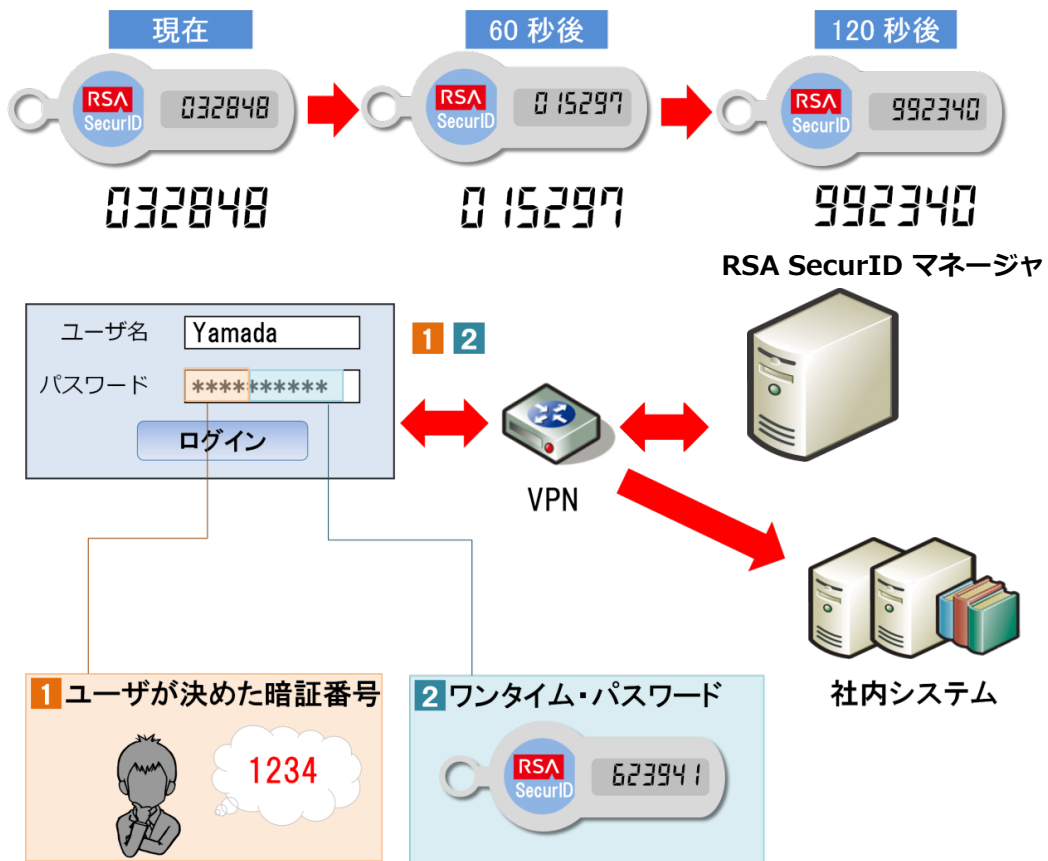 現在
60 秒後
120 秒後
RSA
SecurID
032848
RSA
SecurID
015297
RSA
SecurID
992340
032848
015297
992340
RSA SecurID マネージャ
ユーザ名
Yamada
1 2
パスワード
**********
ログイン
VPN
社内システム
1 ユーザが決めた暗証番号
1234
2 ワンタイム・パスワード
RSA
SecurID
623941